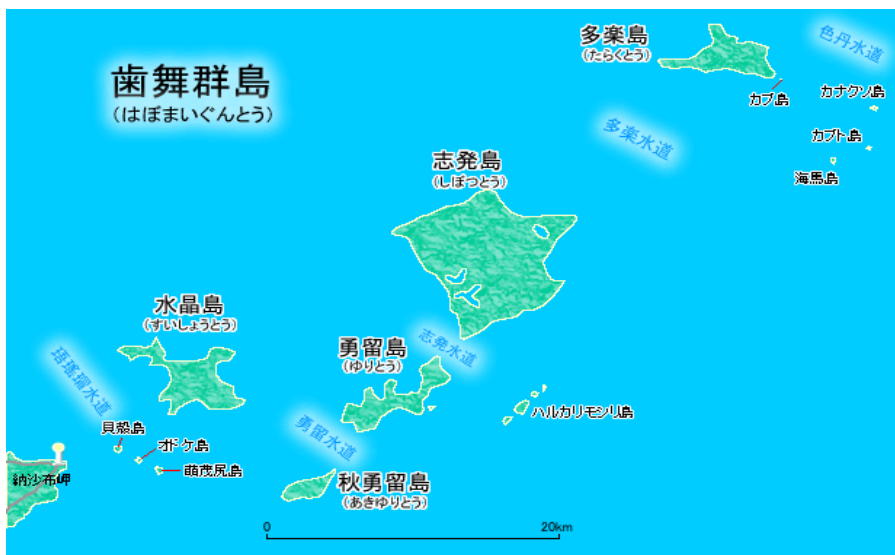 歯舞群島
(はぼまいぐんとう)
多楽島
(たらくとう)
色丹水道
カブ島
カナクソ島
カブト島
海馬島
多楽水道
志発島
(しぼつとう)
水晶島
(すいしょうとう)
志発水道
勇留島
(ゆりとう)
珸瑤瑁水道
ハルカリモシリ島
貝殻島
オドケ島
萌茂尻島
勇留水道
納沙布岬
秋勇留島
(あきゆりとう)
0
20km